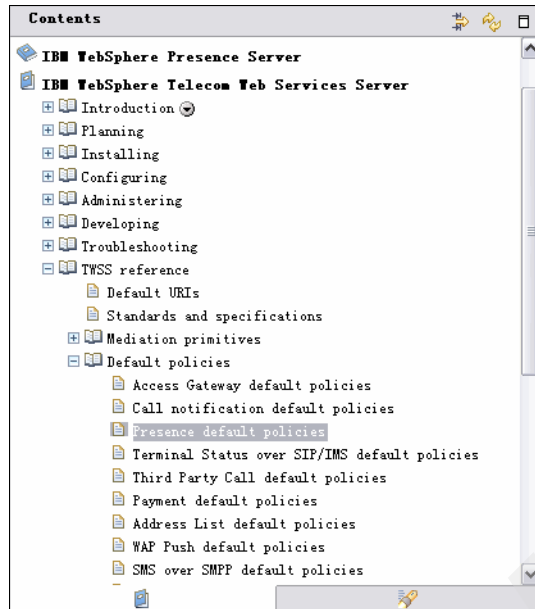 Contents
IBM WebSphere Presence Server
IBM WebSphere Telecom Web Services Server
Introduction
Planning
Installing
Configuring
Administering
Developing
Troubleshooting
TWSS reference
Default URIs
Standards and specifications
Mediation primitives
Default policies
Access Gateway default policies
Call notification default policies
Presence default policies
Terminal Status over SIP/IMS default policies
Third Party Call default policies
Payment default policies
Address List default policies
WAP Push default policies
SMS over SMPP default policies